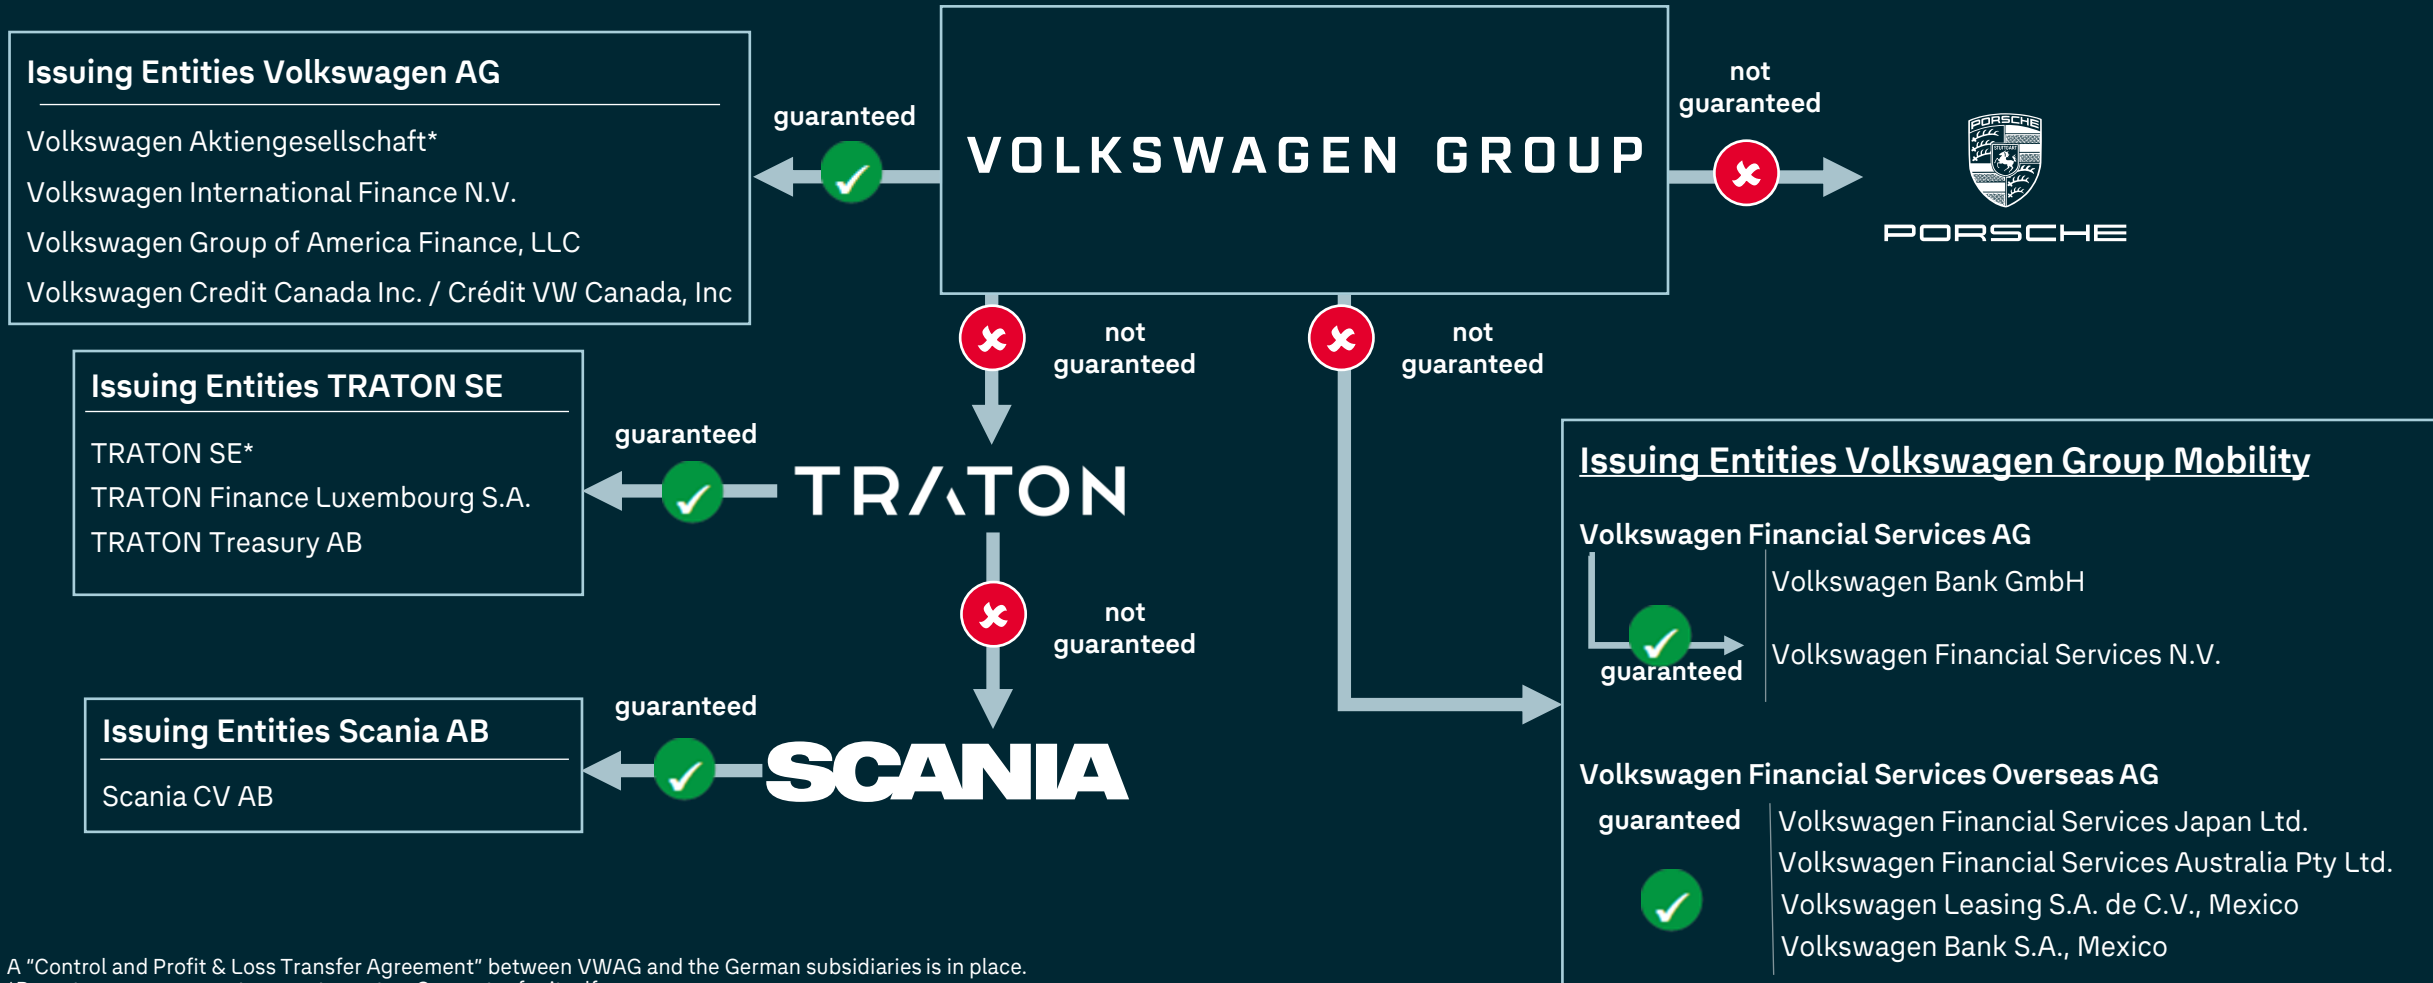 Issuing Entities Volkswagen AG
Volkswagen Aktiengesellschaft*
Volkswagen International Finance N.V.
Volkswagen Group of America Finance, LLC
Volkswagen Credit Canada Inc. / Crédit VW Canada, Inc
guaranteed
VOLKSWAGEN GROUP
not
guaranteed
PORSCHE
STUTTGART
PORSCHE
not
guaranteed
not
guaranteed
Issuing Entities TRATON SE
TRATON SE*
TRATON Finance Luxembourg S.A.
TRATON Treasury AB
guaranteed
TRATON
not
guaranteed
Issuing Entities Scania AB
Scania CV AB
guaranteed
SCANIA
Issuing Entities Volkswagen Group Mobility
Volkswagen Financial Services AG
Volkswagen Bank GmbH
guaranteed
Volkswagen Financial Services N.V.
Volkswagen Financial Services Overseas AG
guaranteed
Volkswagen Financial Services Japan Ltd.
Volkswagen Financial Services Australia Pty Ltd.
Volkswagen Leasing S.A. de C.V., Mexico
Volkswagen Bank S.A., Mexico
A "Control and Profit & Loss Transfer Agreement" between VWAG and the German subsidiaries is in place.